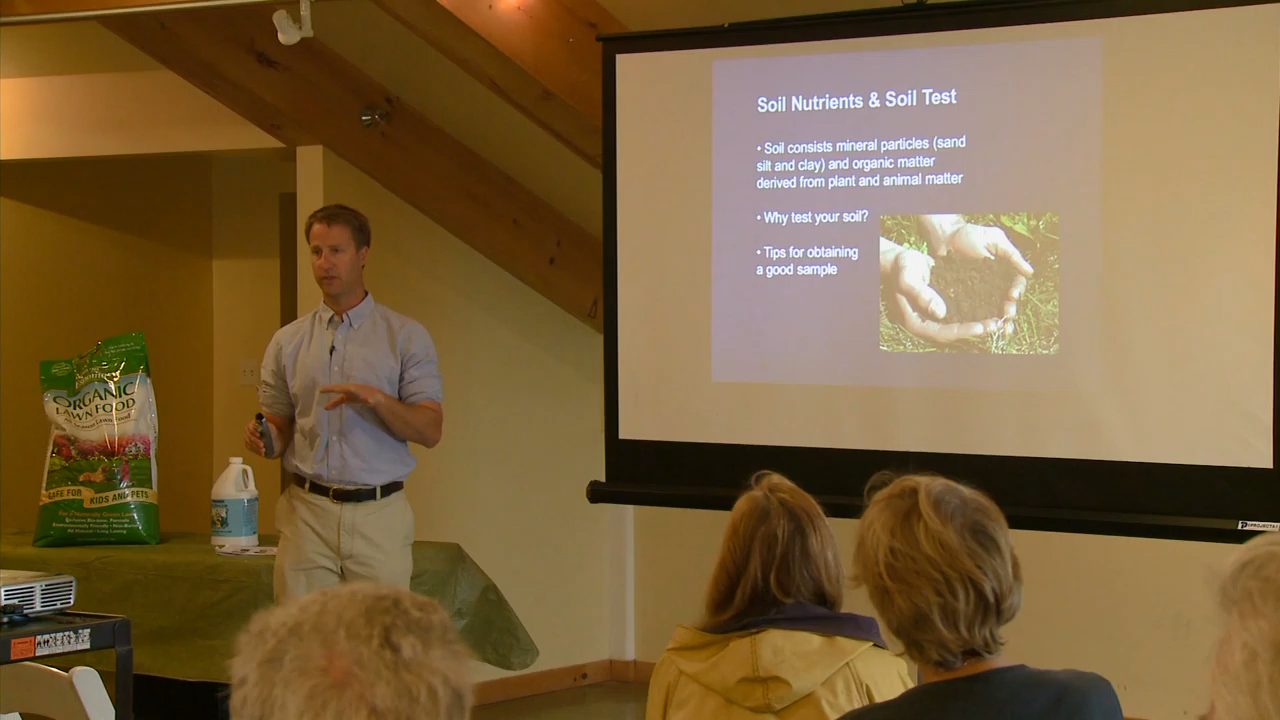 Soil Nutrients & Soil Test
• Soil consists mineral particles (sand
silt and clay) and organic matter
derived from plant and animal matter
• Why test your soil?
• Tips for obtaining
a good sample
ORGANIC
LAWN FOOD
SAFE FOR KIDS AND PETS